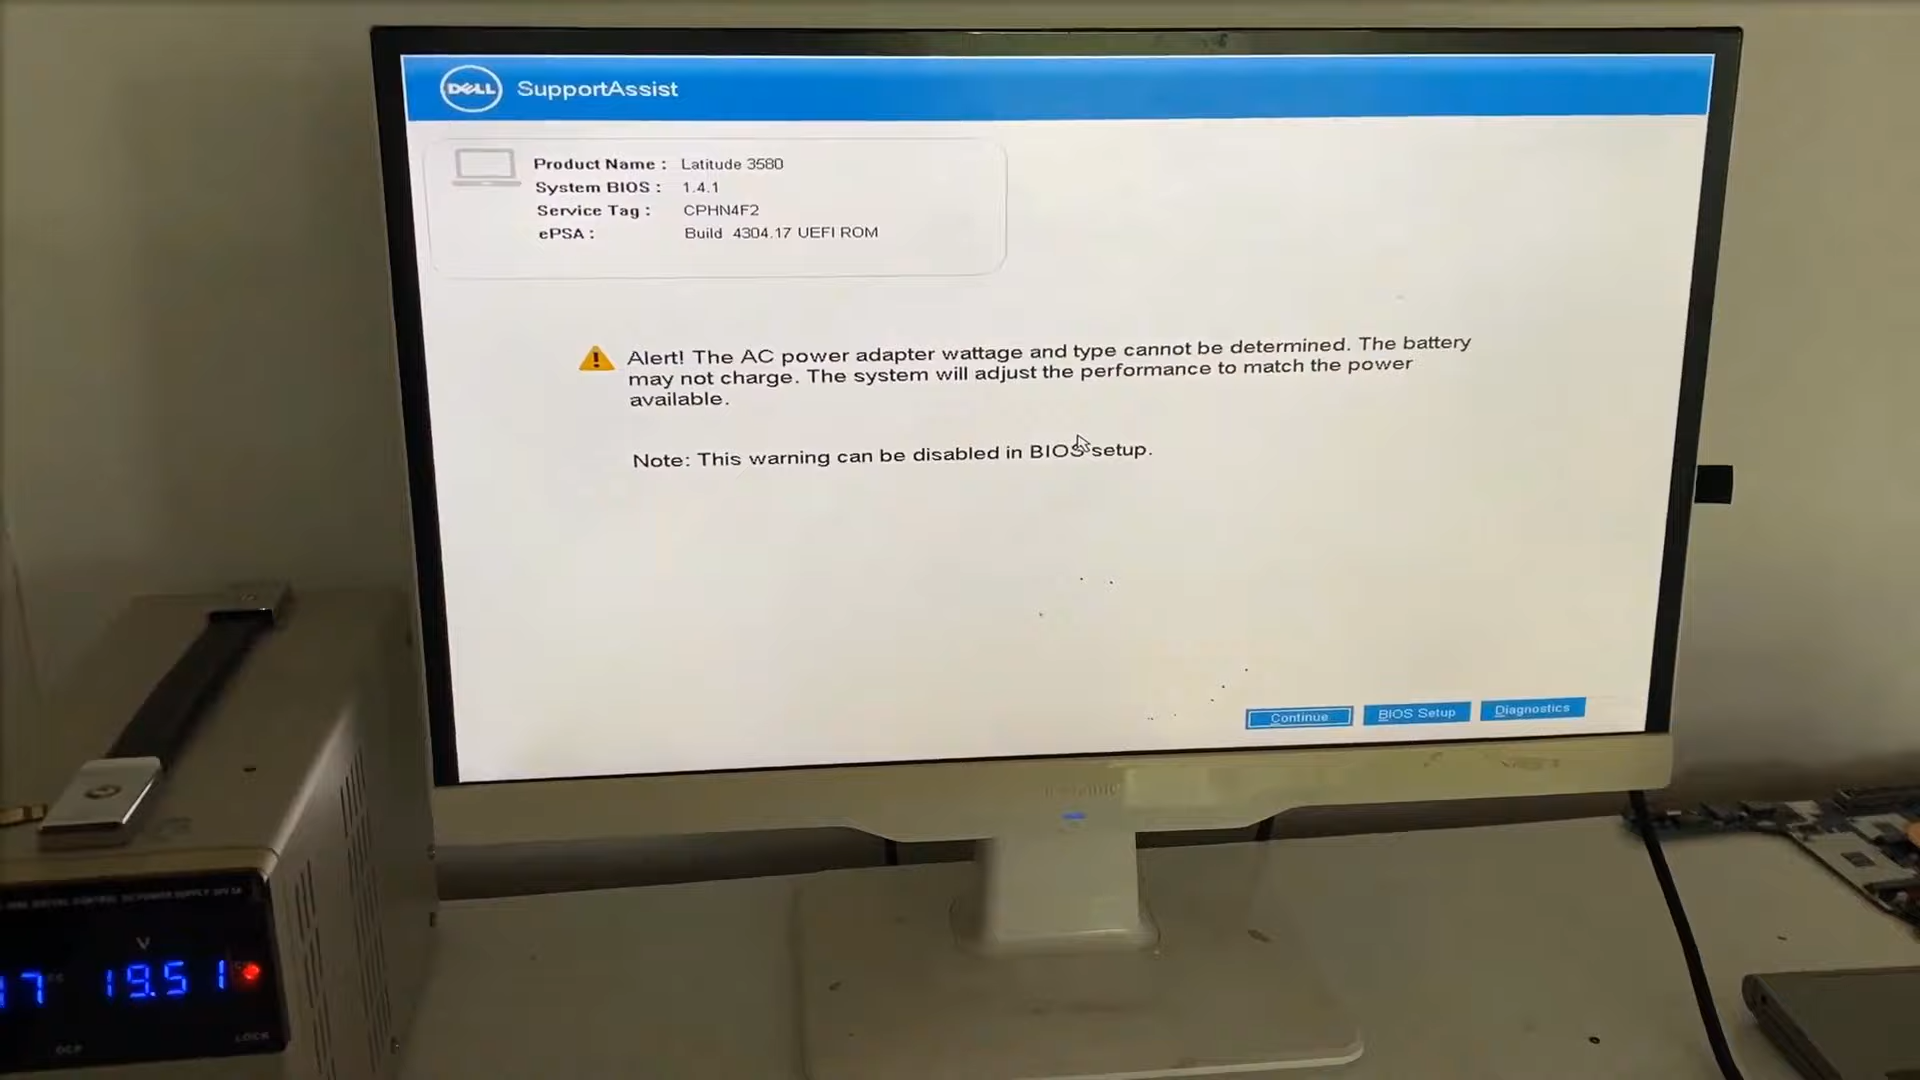 DELL SupportAssist
Product Name : Latitude 3580
System BIOS : 1.4.1
Service Tag : CPHN4F2
ePSA : Build 4304.17 UEFI ROM
Alert! The AC power adapter wattage and type cannot be determined. The battery
may not charge. The system will adjust the performance to match the power
available.
Note: This warning can be disabled in BIOS setup.
Continue BIOS Setup Diagnostics
V
17 19.51
OCP LOCK